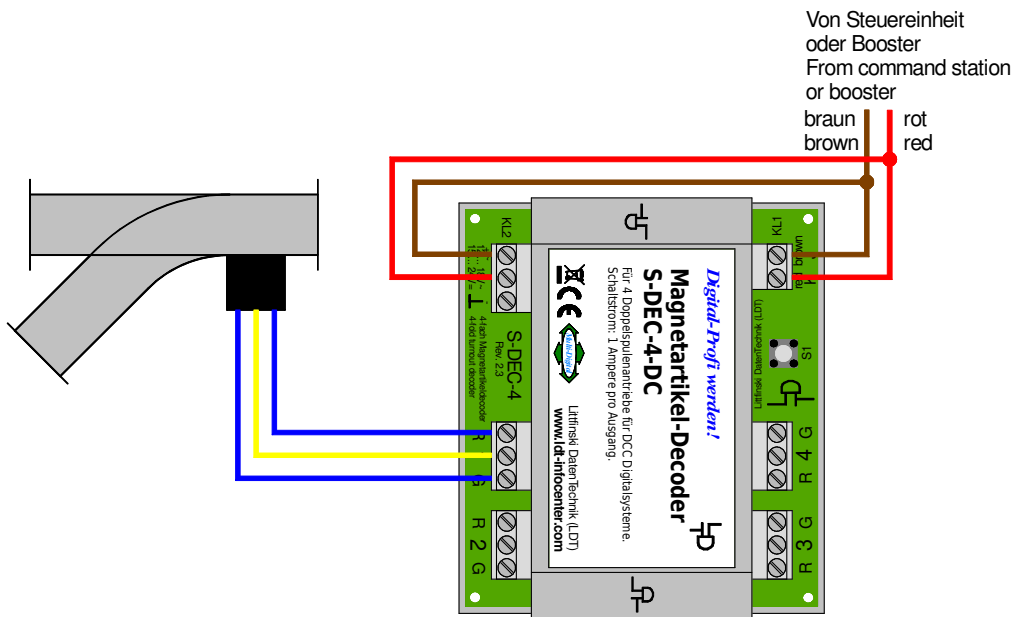 Von Steuereinheit
oder Booster
From command station
or booster
braun
rot
brown
red
KL2
KL1
4-fach Magnetartikeldecoder
4-fold turnout decoder
S-DEC-4
Rev. 2.3
Digital-Profi werden!
Magnetartikel-Decoder
S-DEC-4-DC
Für 4 Doppelspulenantriebe für DCC Digitalsysteme.
Schaltstrom: 1 Ampere pro Ausgang.
CE
Multi-Digital
Littfinski DatenTechnik (LDT)
www.ldt-infocenter.com
S1
Littfinski DatenTechnik (LDT)
R
G
R 2 G
R 4 G
R 3 G